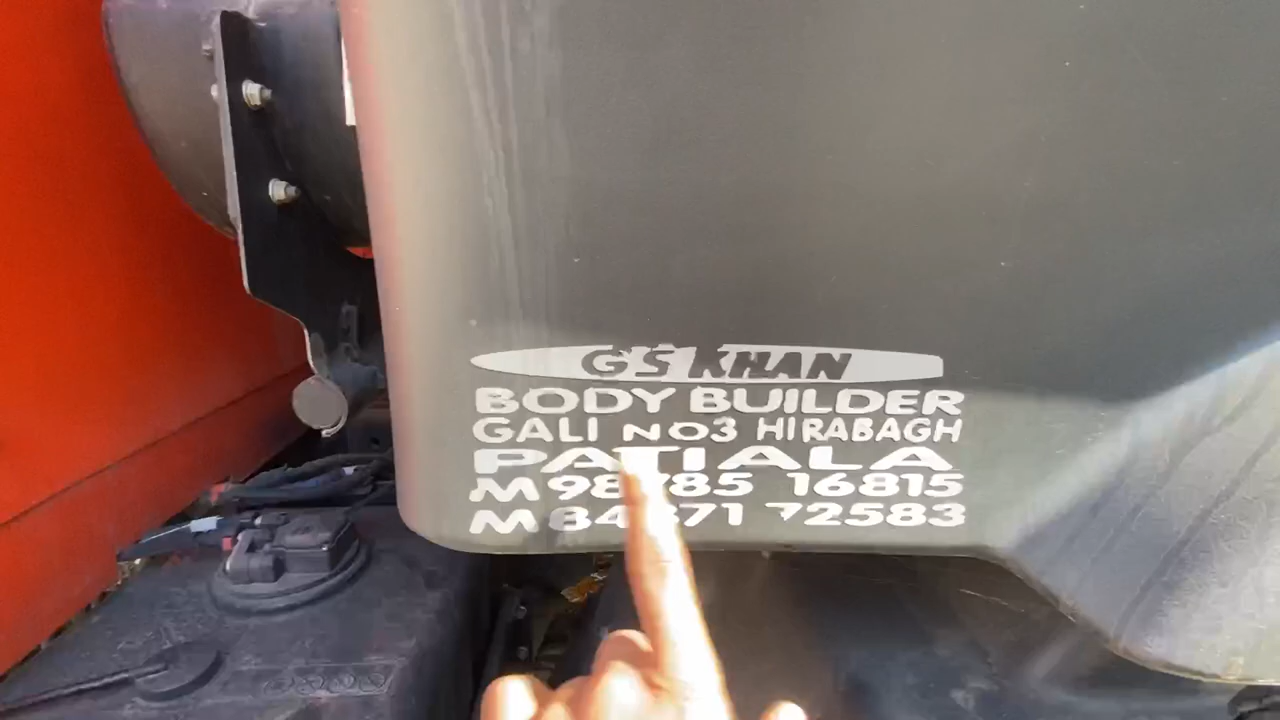 GS KHAN
BODY BUILDER
GALI NO3 HIRABAGH
PATIALA
M 16815
M 72583